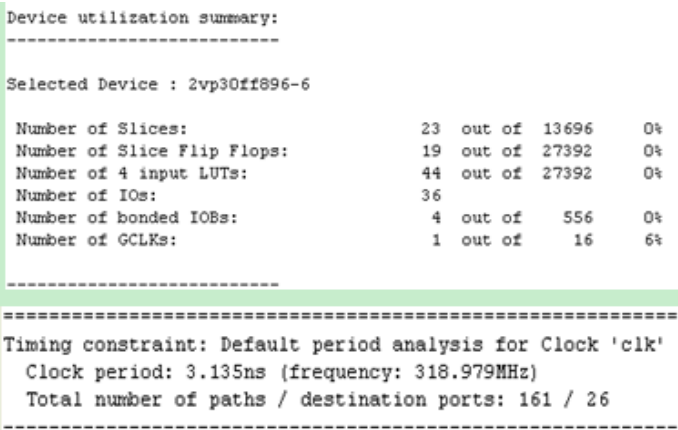 Device utilization summary:
---------------------------
Selected Device : 2vp30ff896-6
Number of Slices: 23 out of 13696 0%
Number of Slice Flip Flops: 19 out of 27392 0%
Number of 4 input LUTs: 44 out of 27392 0%
Number of IOs: 36
Number of bonded IOBs: 4 out of 556 0%
Number of GCLKs: 1 out of 16 6%
---------------------------
============================================================
Timing constraint: Default period analysis for Clock 'clk'
Clock period: 3.135ns (frequency: 318.979MHz)
Total number of paths / destination ports: 161 / 26
------------------------------------------------------------